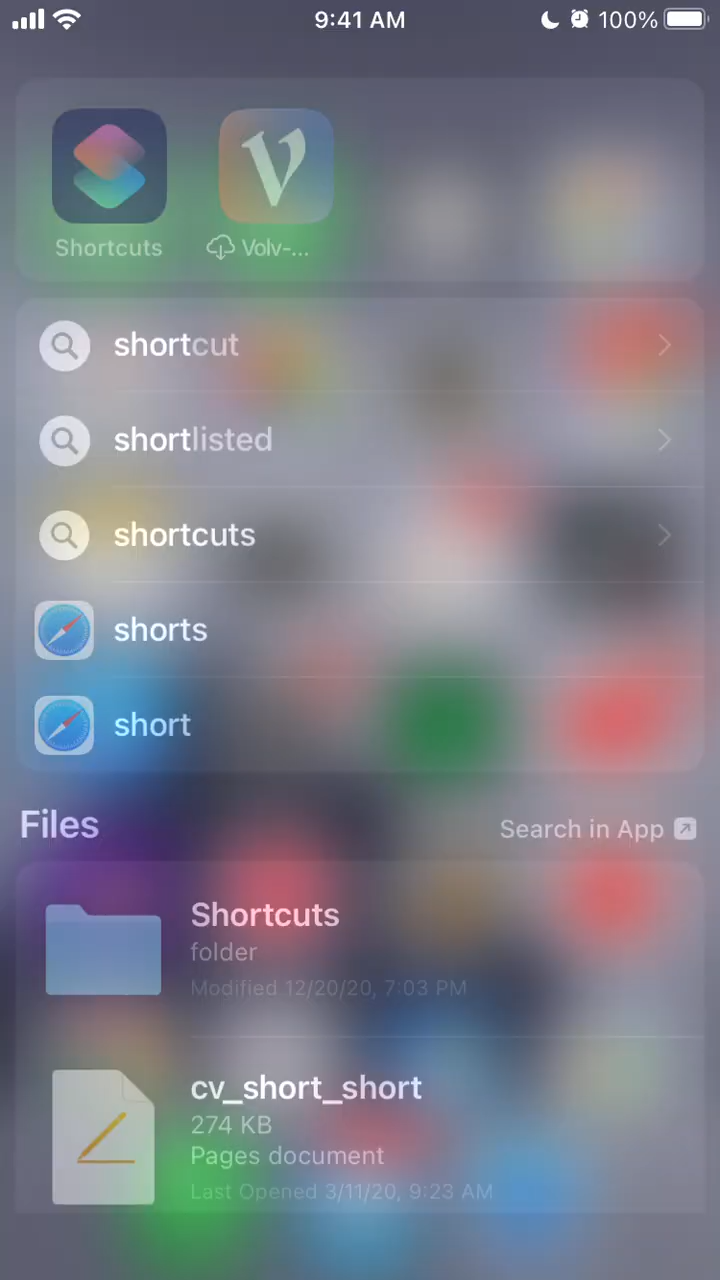 9:41 AM
100%
Shortcuts
Volv-...
shortcut
shortlisted
shortcuts
shorts
short
Files
Search in App
Shortcuts
folder
Modified 12/20/20, 7:03 PM
cv_short_short
274 KB
Pages document
Last Opened 3/11/20, 9:23 AM